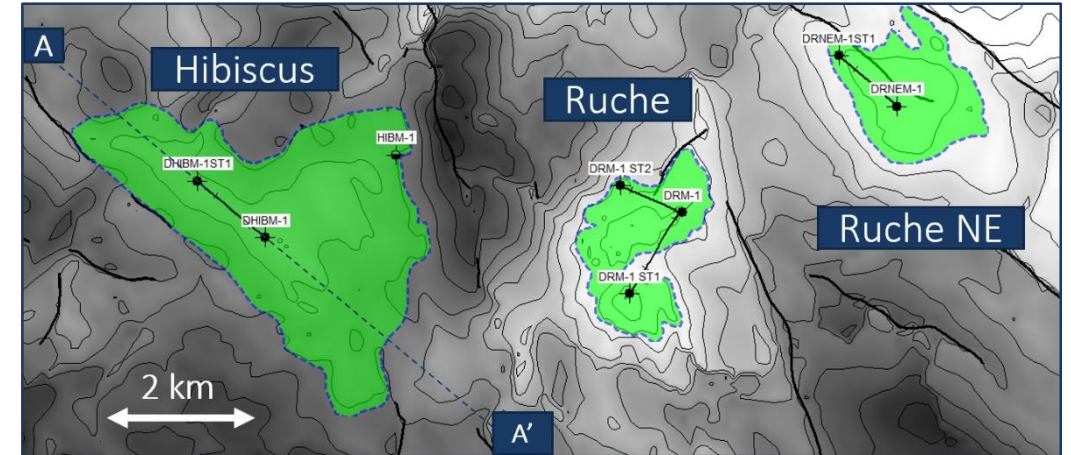 A
Hibiscus
Ruche
Ruche NE
DRNEM-1ST1
DRNEM-1
HIBM-1
DHIBM-1ST1
DHIBM-1
DRM-1 ST2
DRM-1
DRM-1 ST1
2 km
A'